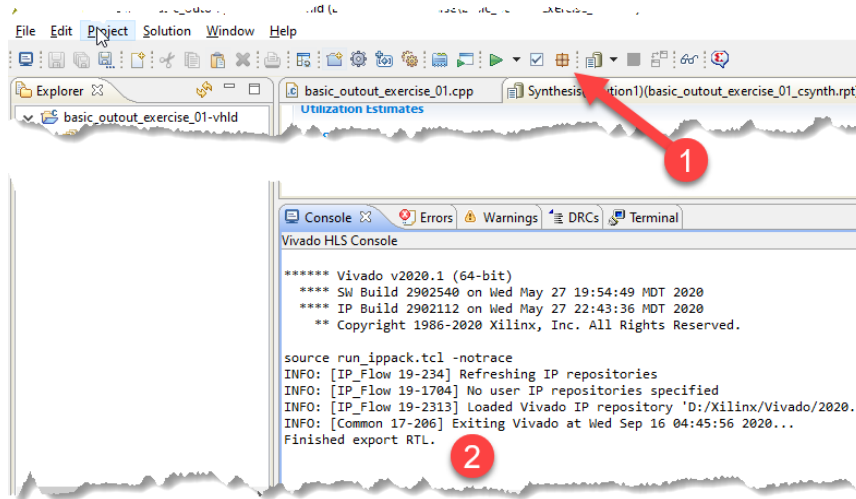 File Edit Project Solution Window Help
Explorer
basic_outout_exercise_01.cpp
Synthesis(
tion1)(basic_outout_exercise_01_csynth.rpt)
basic_outout_exercise_01-vhld
Utilization Estimates
1
Console Errors Warnings DRCs Terminal
Vivado HLS Console
****** Vivado v2020.1 (64-bit)
**** SW Build 2902540 on Wed May 27 19:54:49 MDT 2020
**** IP Build 2902112 on Wed May 27 22:43:36 MDT 2020
** Copyright 1986-2020 Xilinx, Inc. All Rights Reserved.
source run_ippack.tcl -notrace
INFO: [IP_Flow 19-234] Refreshing IP repositories
INFO: [IP_Flow 19-1704] No user IP repositories specified
INFO: [IP_Flow 19-2313] Loaded Vivado IP repository 'D:/Xilinx/Vivado/2020.
INFO: [Common 17-206] Exiting Vivado at Wed Sep 16 04:45:56 2020...
Finished export RTL.
2